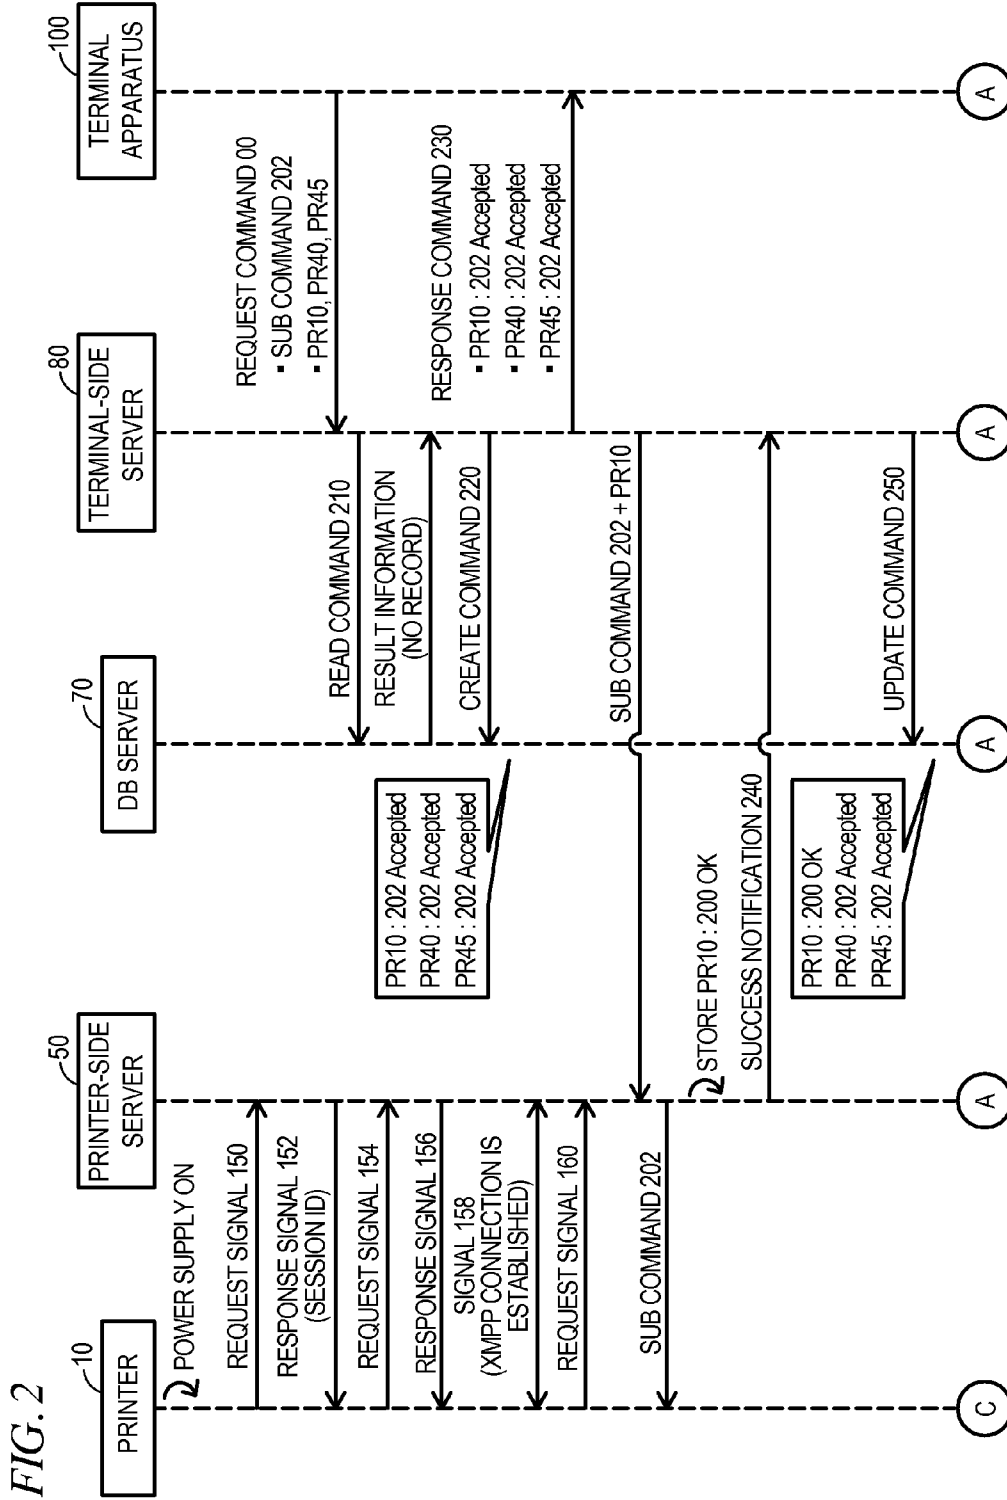 FIG. 2
10
PRINTER
50
PRINTER-SIDE
SERVER
70
DB SERVER
80
TERMINAL-SIDE
SERVER
100
TERMINAL
APPARATUS
POWER SUPPLY ON
REQUEST SIGNAL 150
RESPONSE SIGNAL 152
(SESSION ID)
REQUEST SIGNAL 154
RESPONSE SIGNAL 156
SIGNAL 158
(XMPP CONNECTION IS
ESTABLISHED)
REQUEST SIGNAL 160
REQUEST COMMAND 00
▪ SUB COMMAND 202
▪ PR10, PR40, PR45
READ COMMAND 210
RESULT INFORMATION
(NO RECORD)
CREATE COMMAND 220
PR10 : 202 Accepted
PR40 : 202 Accepted
PR45 : 202 Accepted
RESPONSE COMMAND 230
▪ PR10 : 202 Accepted
▪ PR40 : 202 Accepted
▪ PR45 : 202 Accepted
SUB COMMAND 202 + PR10
SUB COMMAND 202
STORE PR10 : 200 OK
SUCCESS NOTIFICATION 240
UPDATE COMMAND 250
PR10 : 200 OK
PR40 : 202 Accepted
PR45 : 202 Accepted
C
A
A
A
A